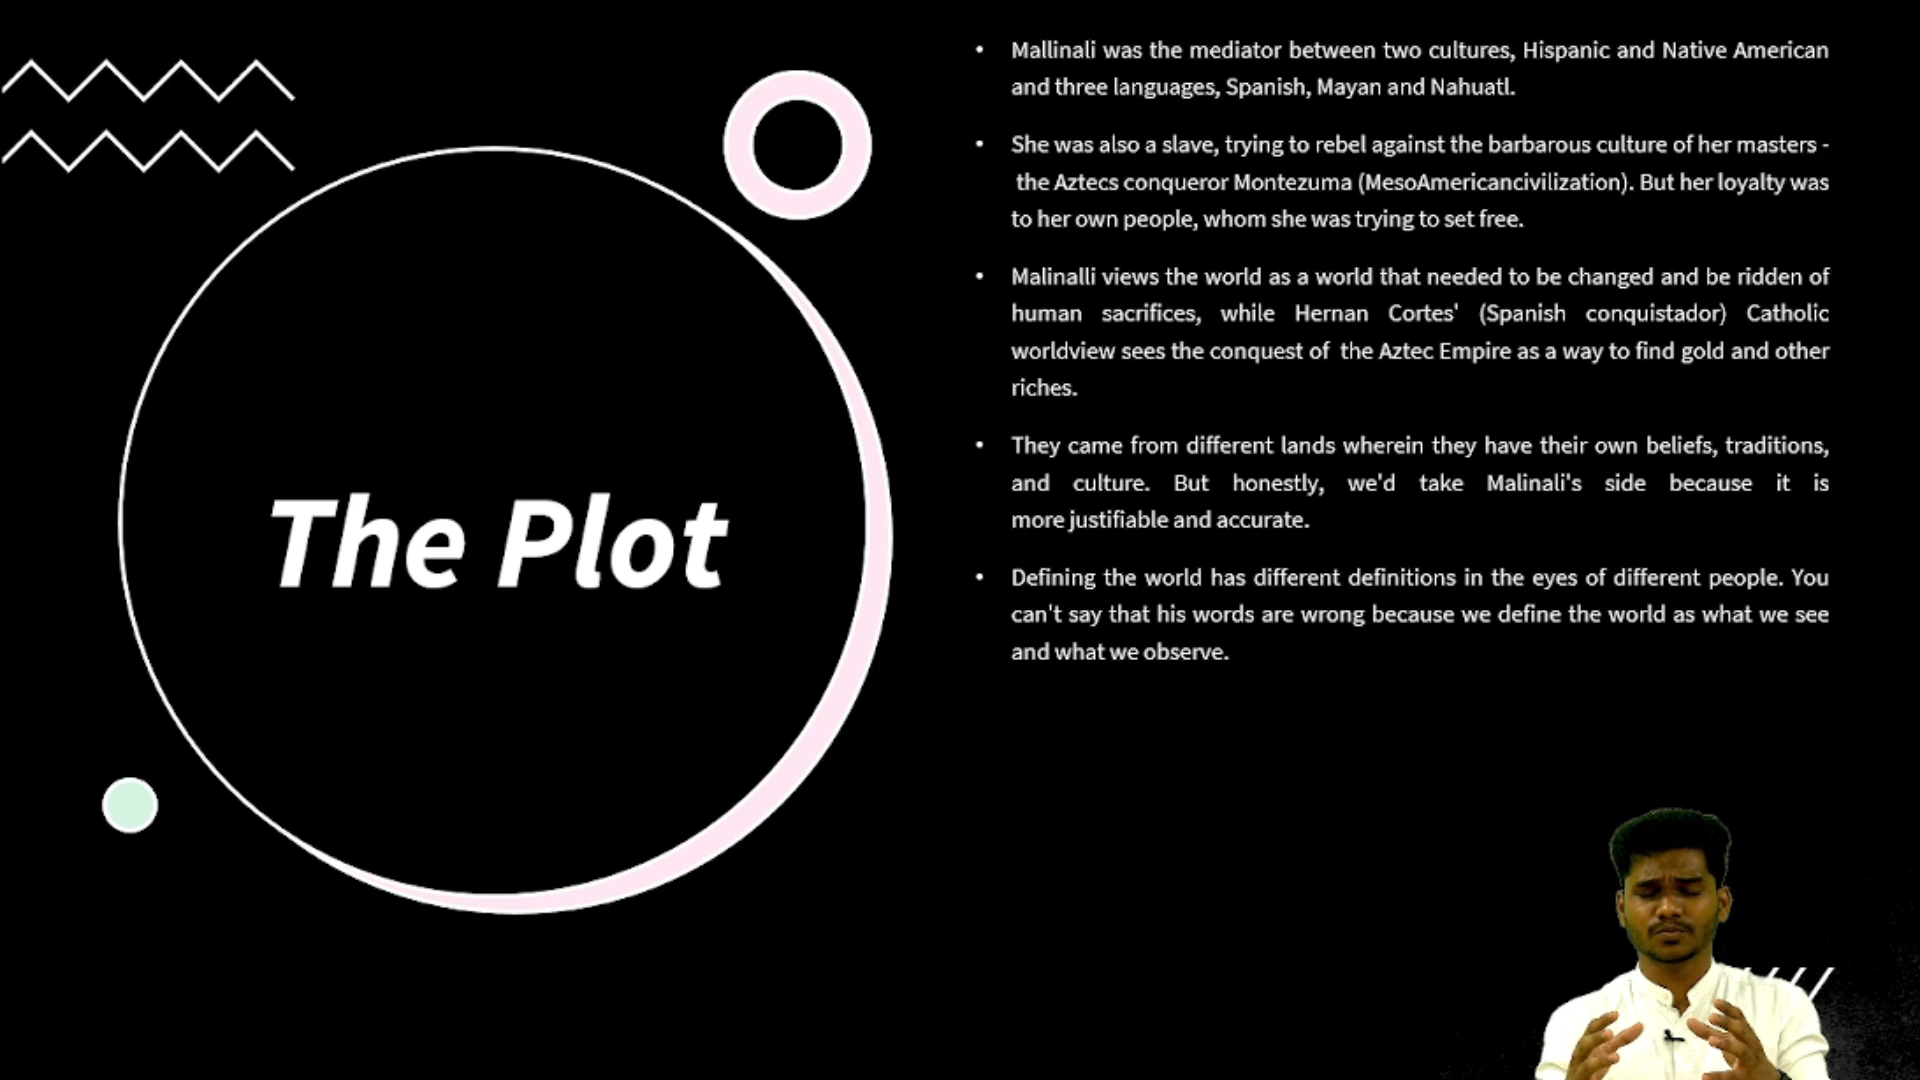 The Plot
• Mallinali was the mediator between two cultures, Hispanic and Native American
and three languages, Spanish, Mayan and Nahuatl.
• She was also a slave, trying to rebel against the barbarous culture of her masters -
the Aztecs conqueror Montezuma (MesoAmericancivilization). But her loyalty was
to her own people, whom she was trying to set free.
• Malinalli views the world as a world that needed to be changed and be ridden of
human sacrifices, while Hernan Cortes' (Spanish conquistador) Catholic
worldview sees the conquest of the Aztec Empire as a way to find gold and other
riches.
• They came from different lands wherein they have their own beliefs, traditions,
and culture. But honestly, we'd take Malinali's side because it is
more justifiable and accurate.
• Defining the world has different definitions in the eyes of different people. You
can't say that his words are wrong because we define the world as what we see
and what we observe.